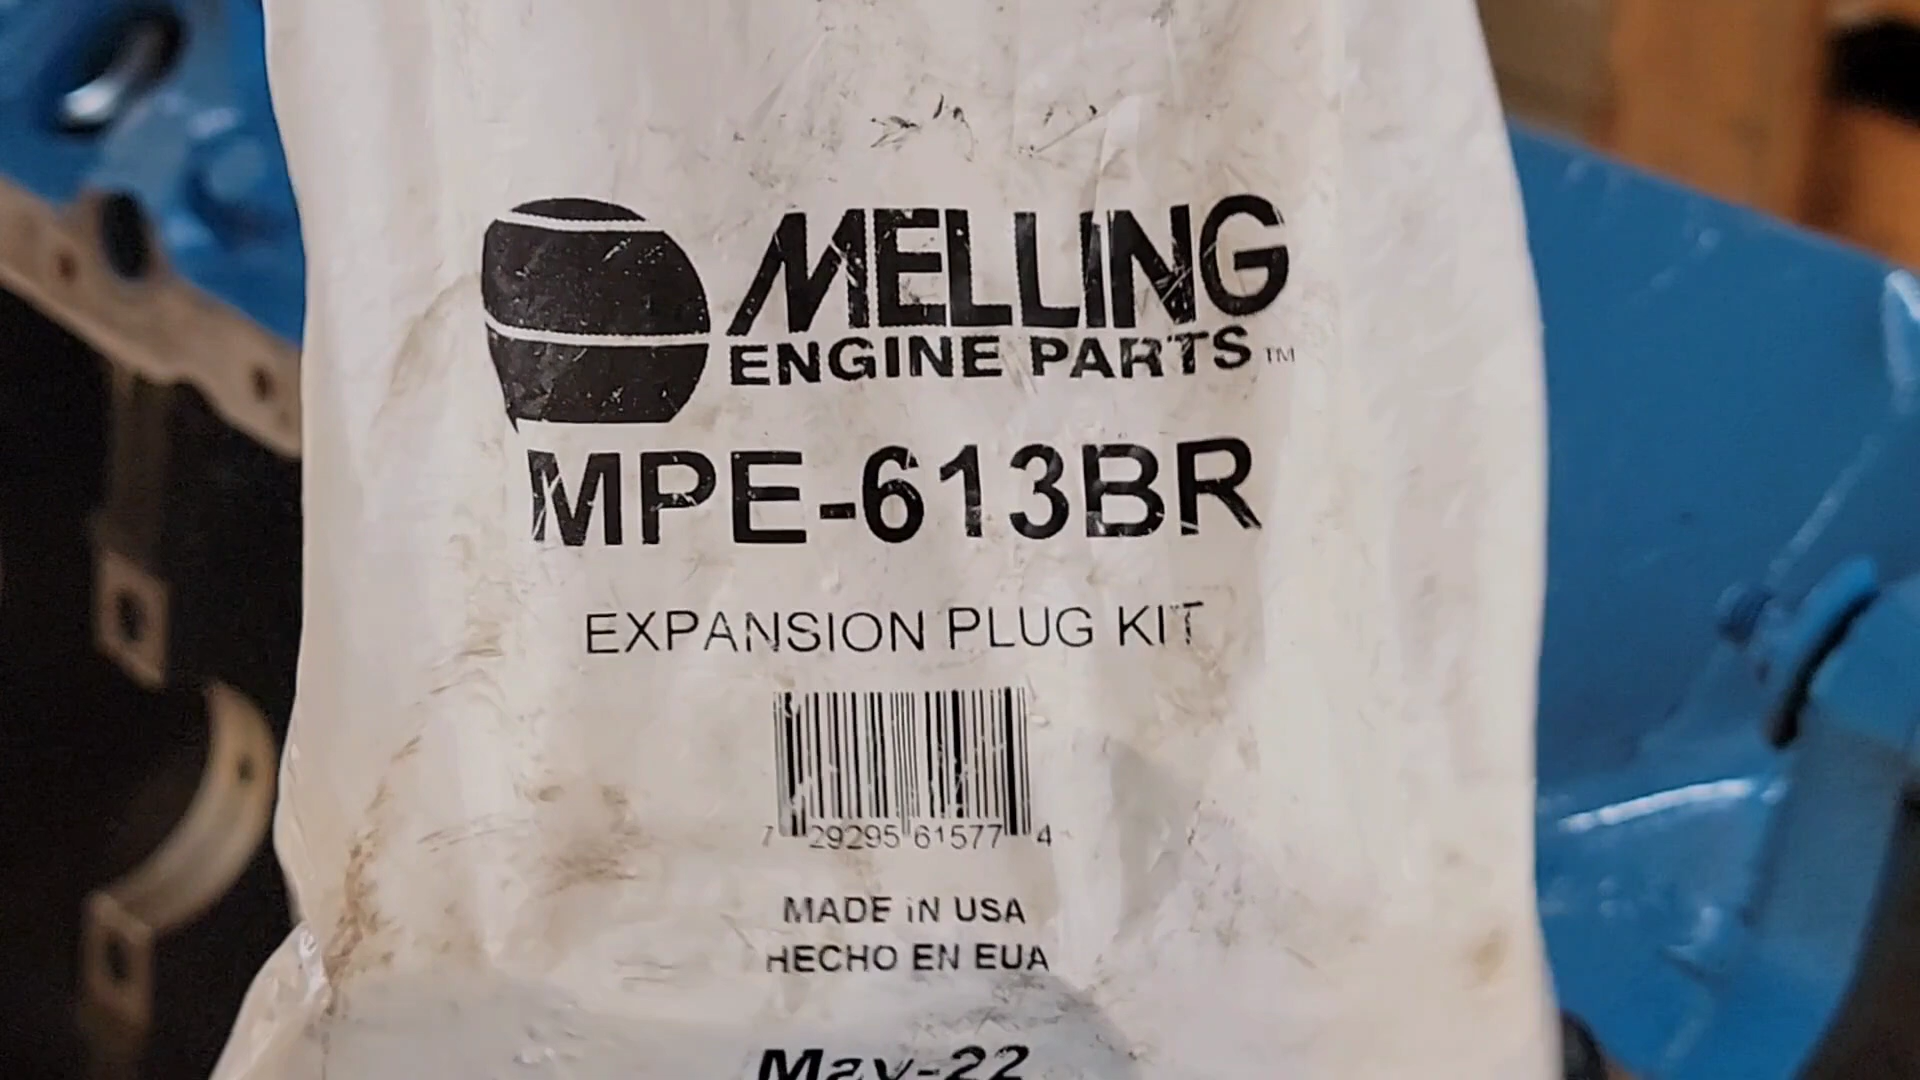 MELLING
ENGINE PARTS™
MPE-613BR
EXPANSION PLUG KIT
7 29295 61577 4
MADE IN USA
HECHO EN EUA
May-22